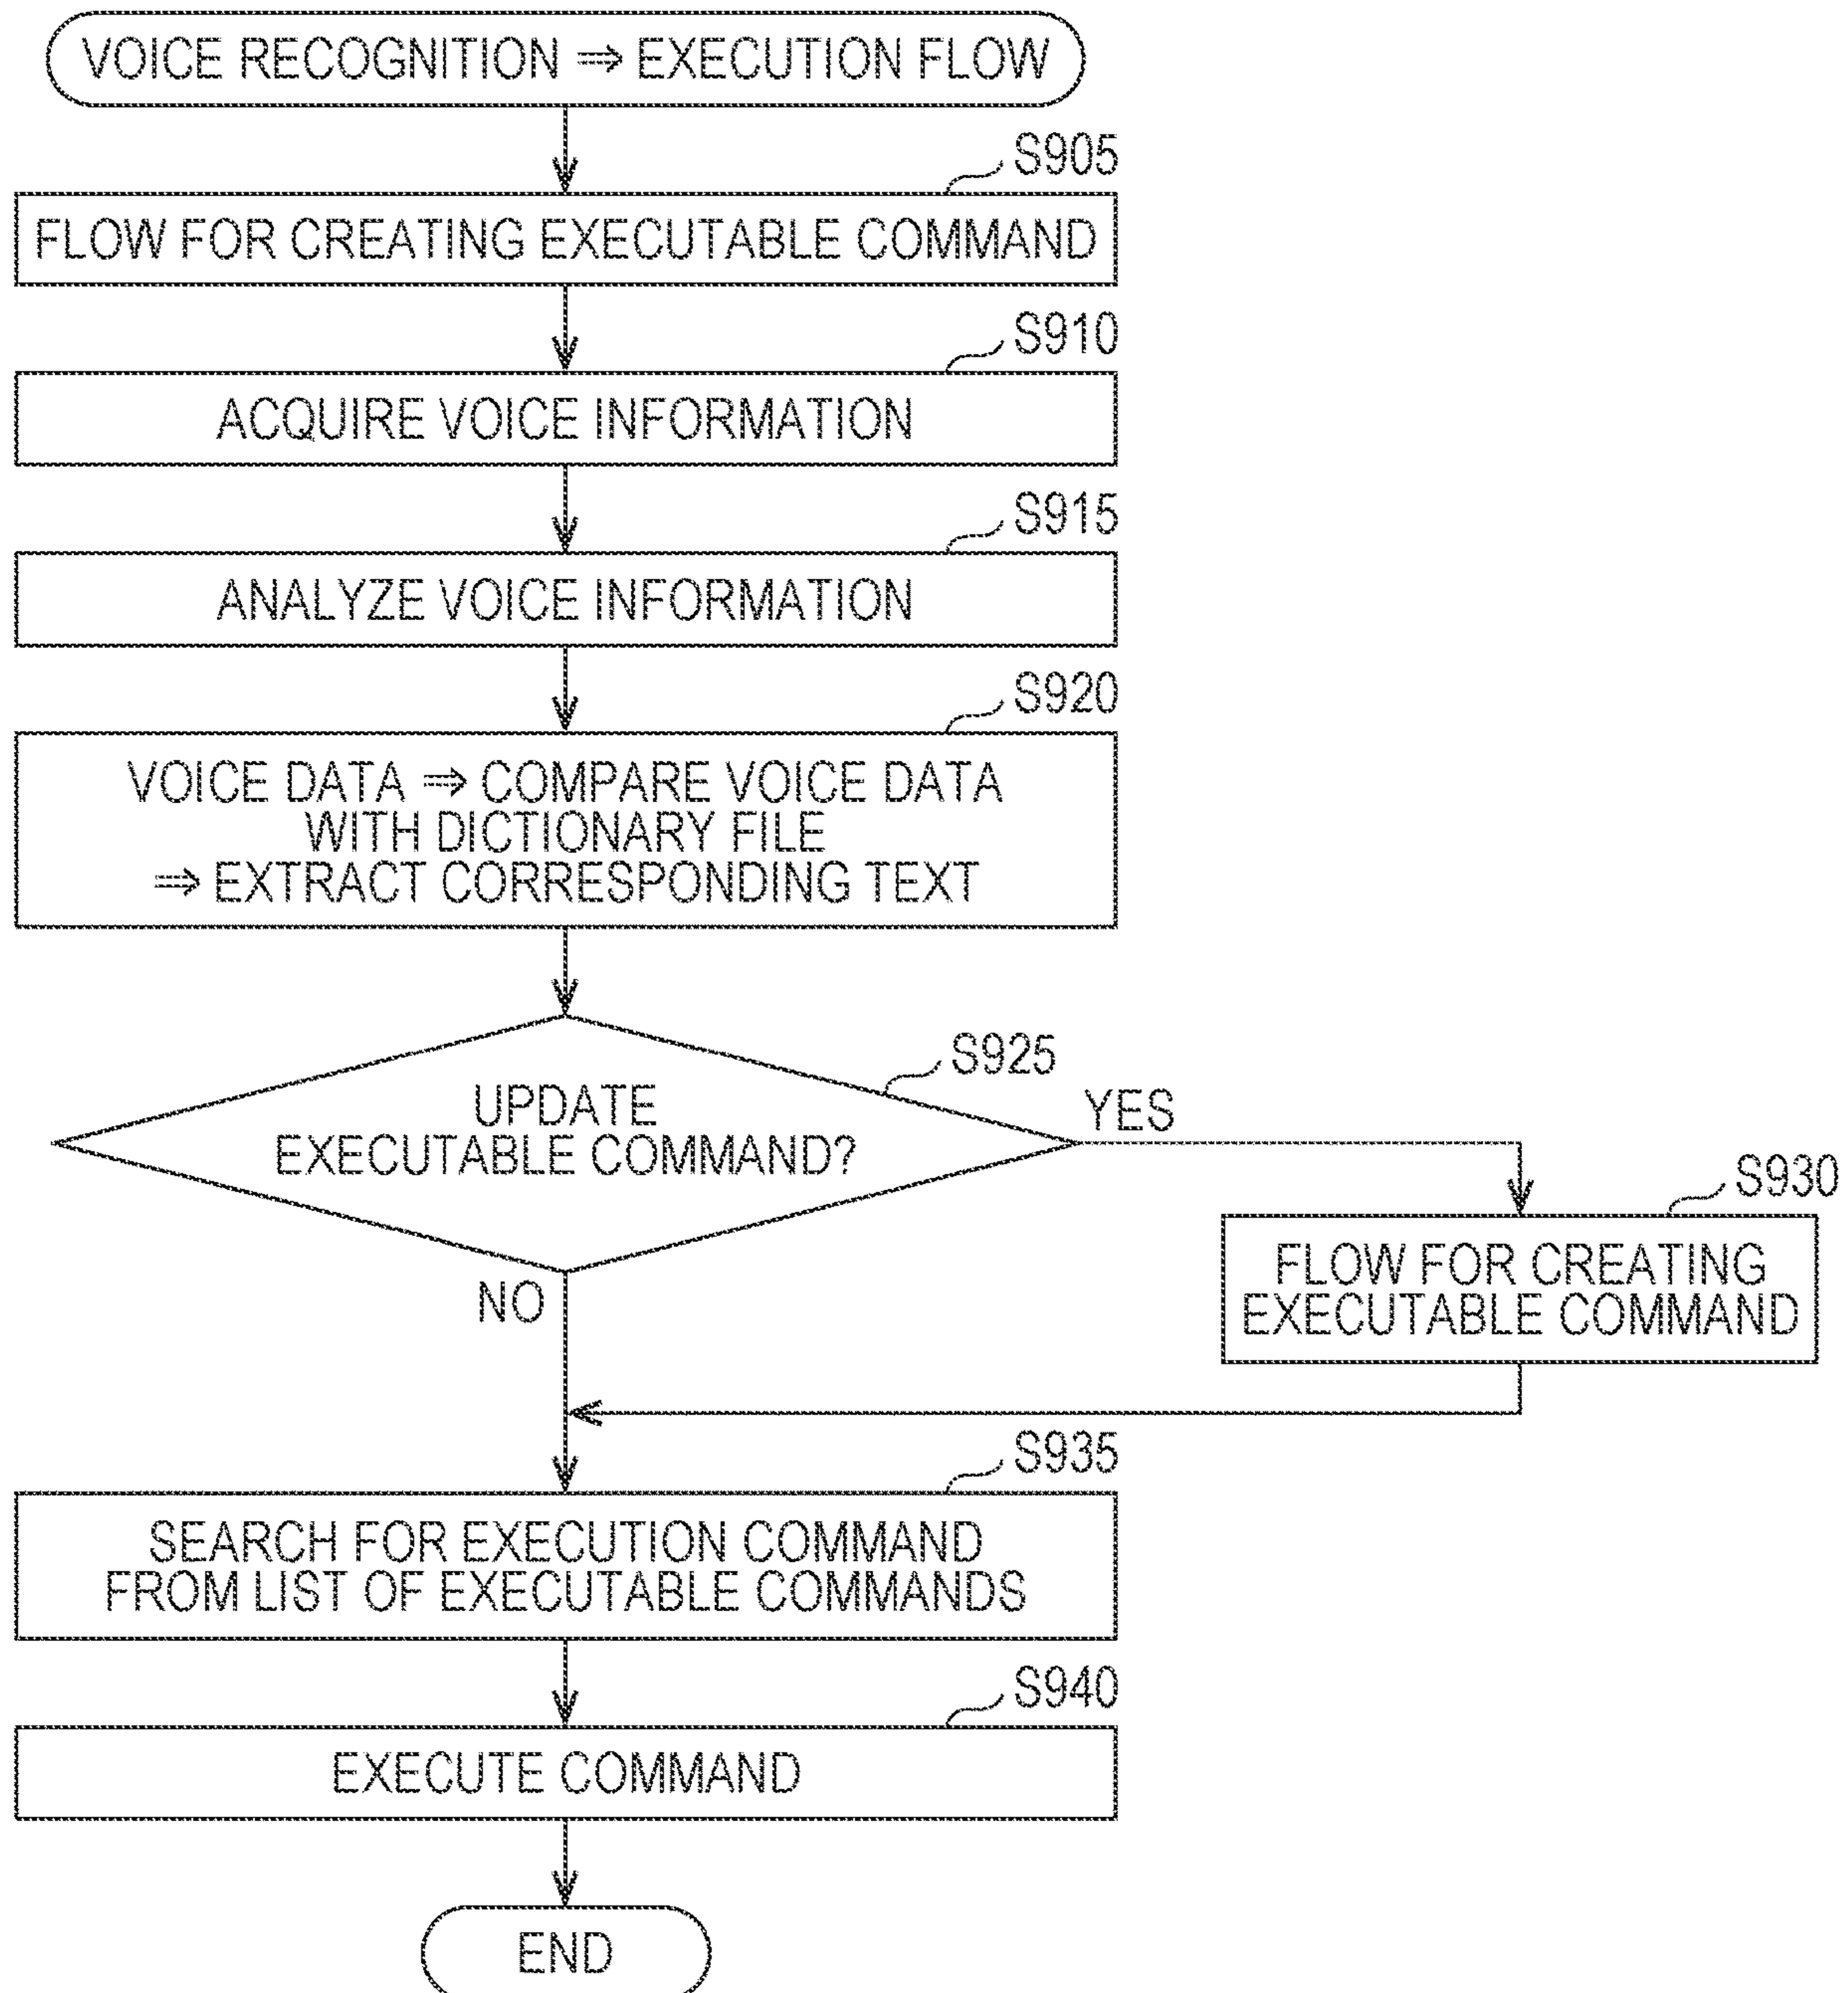 VOICE RECOGNITION ⇒ EXECUTION FLOW
S905
FLOW FOR CREATING EXECUTABLE COMMAND
S910
ACQUIRE VOICE INFORMATION
S915
ANALYZE VOICE INFORMATION
S920
VOICE DATA ⇒ COMPARE VOICE DATA
WITH DICTIONARY FILE
⇒ EXTRACT CORRESPONDING TEXT
S925
UPDATE
EXECUTABLE COMMAND?
YES
S930
FLOW FOR CREATING
EXECUTABLE COMMAND
NO
S935
SEARCH FOR EXECUTION COMMAND
FROM LIST OF EXECUTABLE COMMANDS
S940
EXECUTE COMMAND
END